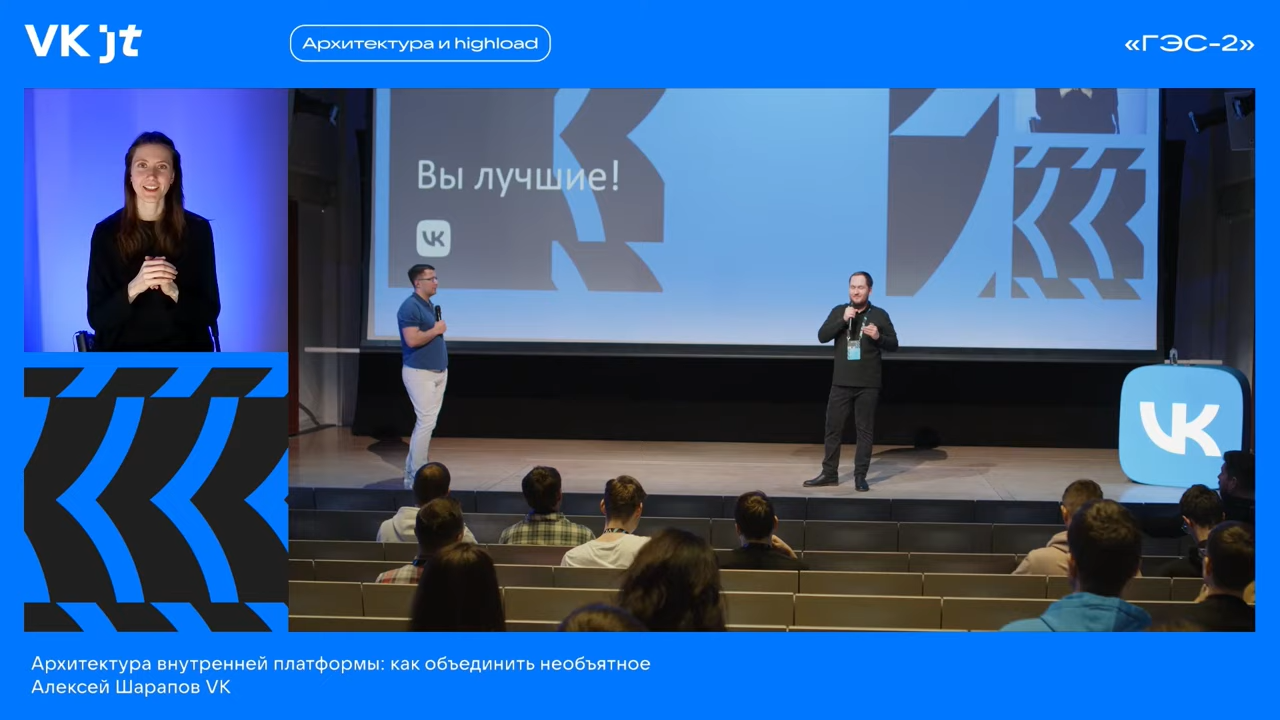 VK jt
Архитектура и highload
«ГЭС-2»
Вы лучшие!
VK
VK
Архитектура внутренней платформы: как объединить необъятное
Алексей Шарапов VK